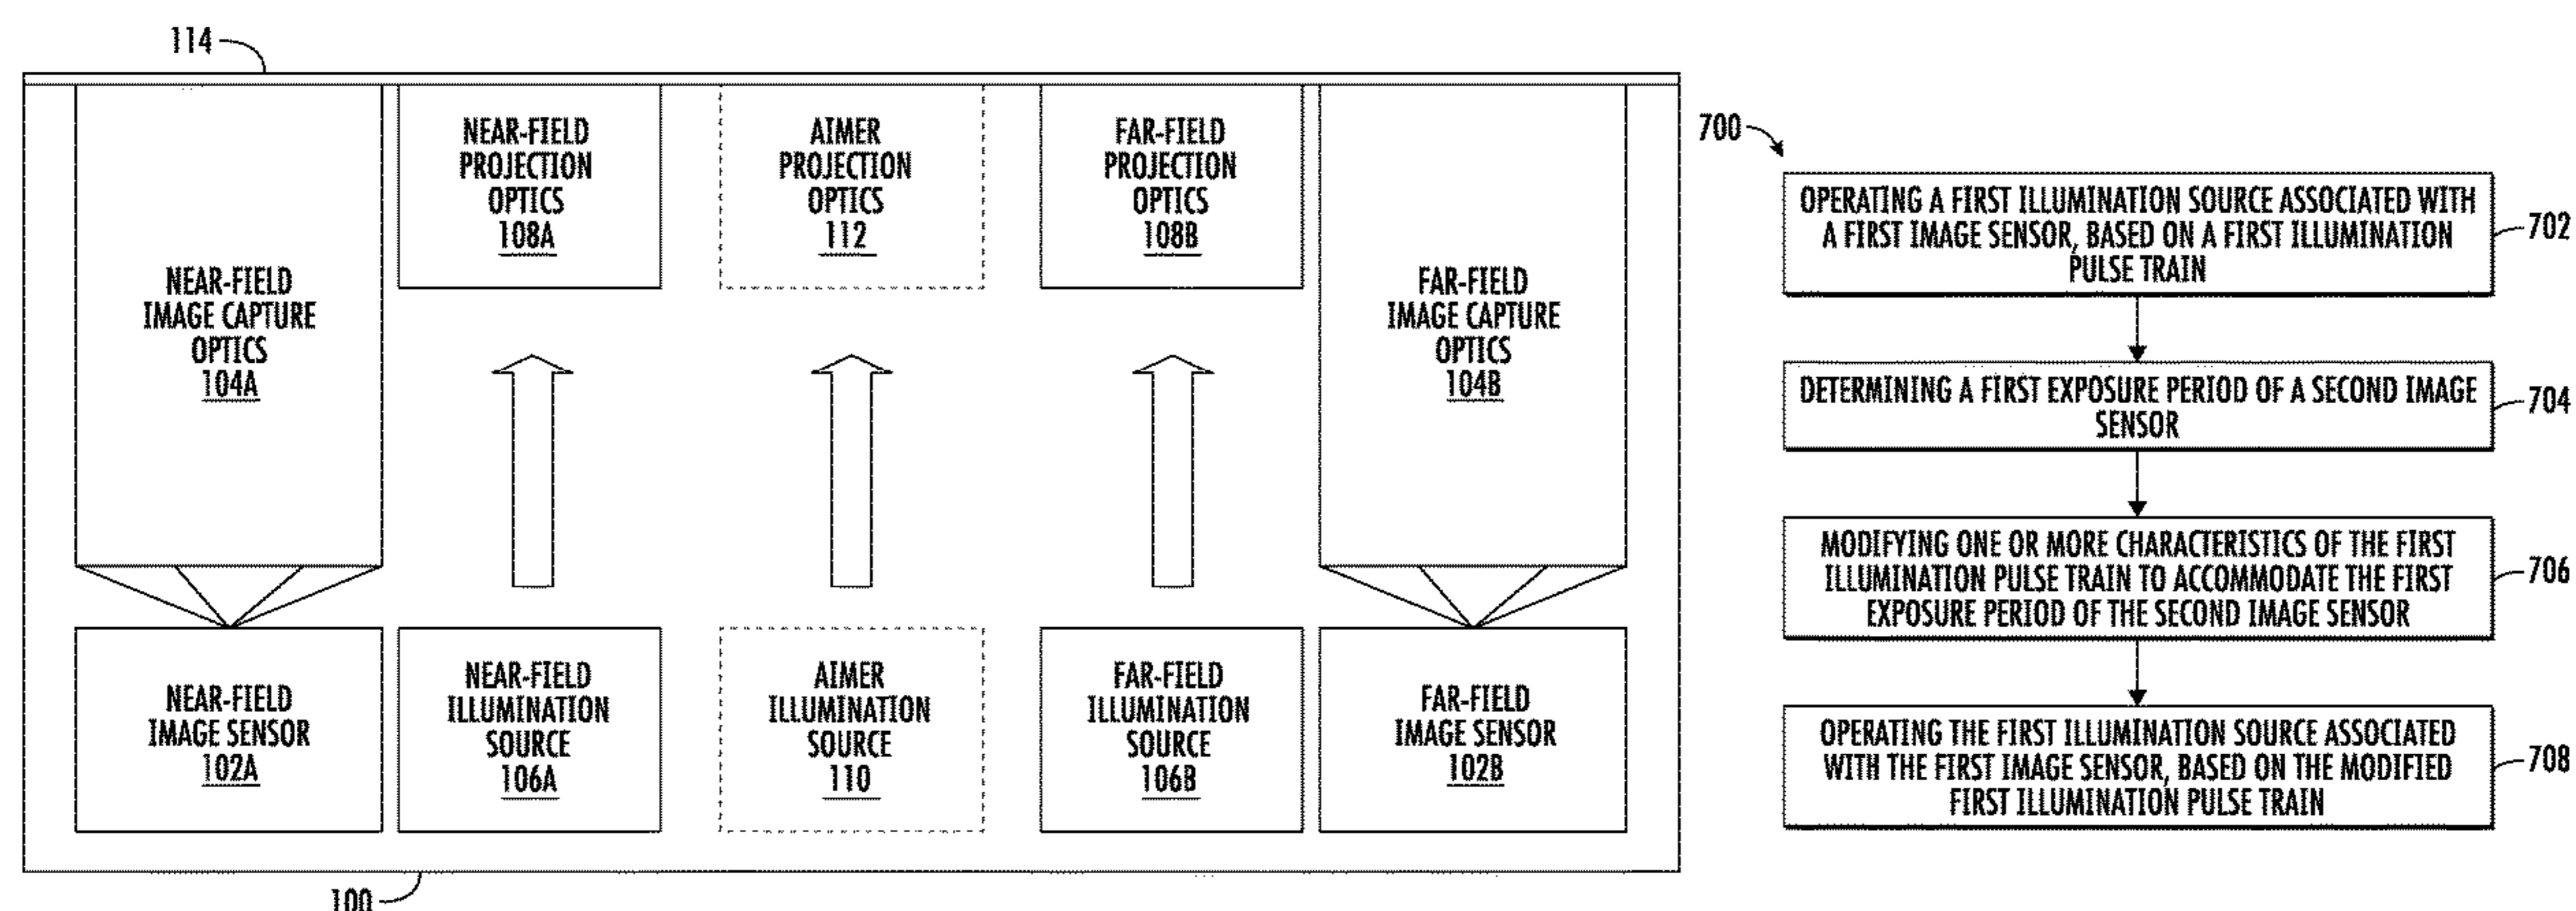 114
NEAR-FIELD
IMAGE CAPTURE
OPTICS
104A
NEAR-FIELD
PROJECTION
OPTICS
108A
AIMER
PROJECTION
OPTICS
112
FAR-FIELD
PROJECTION
OPTICS
108B
FAR-FIELD
IMAGE CAPTURE
OPTICS
104B
NEAR-FIELD
IMAGE SENSOR
102A
NEAR-FIELD
ILLUMINATION
SOURCE
106A
AIMER
ILLUMINATION
SOURCE
110
FAR-FIELD
ILLUMINATION
SOURCE
106B
FAR-FIELD
IMAGE SENSOR
102B
100
700
OPERATING A FIRST ILLUMINATION SOURCE ASSOCIATED WITH
A FIRST IMAGE SENSOR, BASED ON A FIRST ILLUMINATION
PULSE TRAIN
702
DETERMINING A FIRST EXPOSURE PERIOD OF A SECOND IMAGE
SENSOR
704
MODIFYING ONE OR MORE CHARACTERISTICS OF THE FIRST
ILLUMINATION PULSE TRAIN TO ACCOMMODATE THE FIRST
EXPOSURE PERIOD OF THE SECOND IMAGE SENSOR
706
OPERATING THE FIRST ILLUMINATION SOURCE ASSOCIATED
WITH THE FIRST IMAGE SENSOR, BASED ON THE MODIFIED
FIRST ILLUMINATION PULSE TRAIN
708